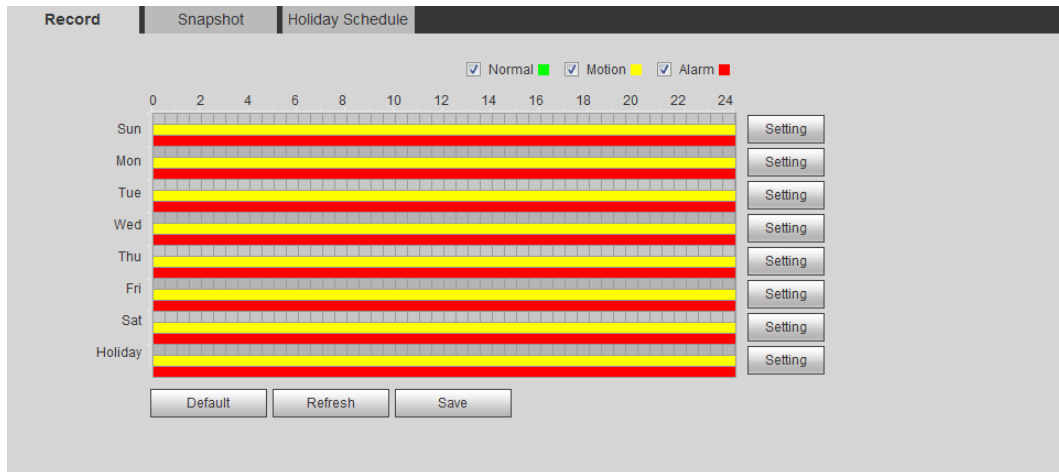 Record Snapshot Holiday Schedule
Normal Motion Alarm
0 2 4 6 8 10 12 14 16 18 20 22 24
Sun Setting
Mon Setting
Tue Setting
Wed Setting
Thu Setting
Fri Setting
Sat Setting
Holiday Setting
Default Refresh Save